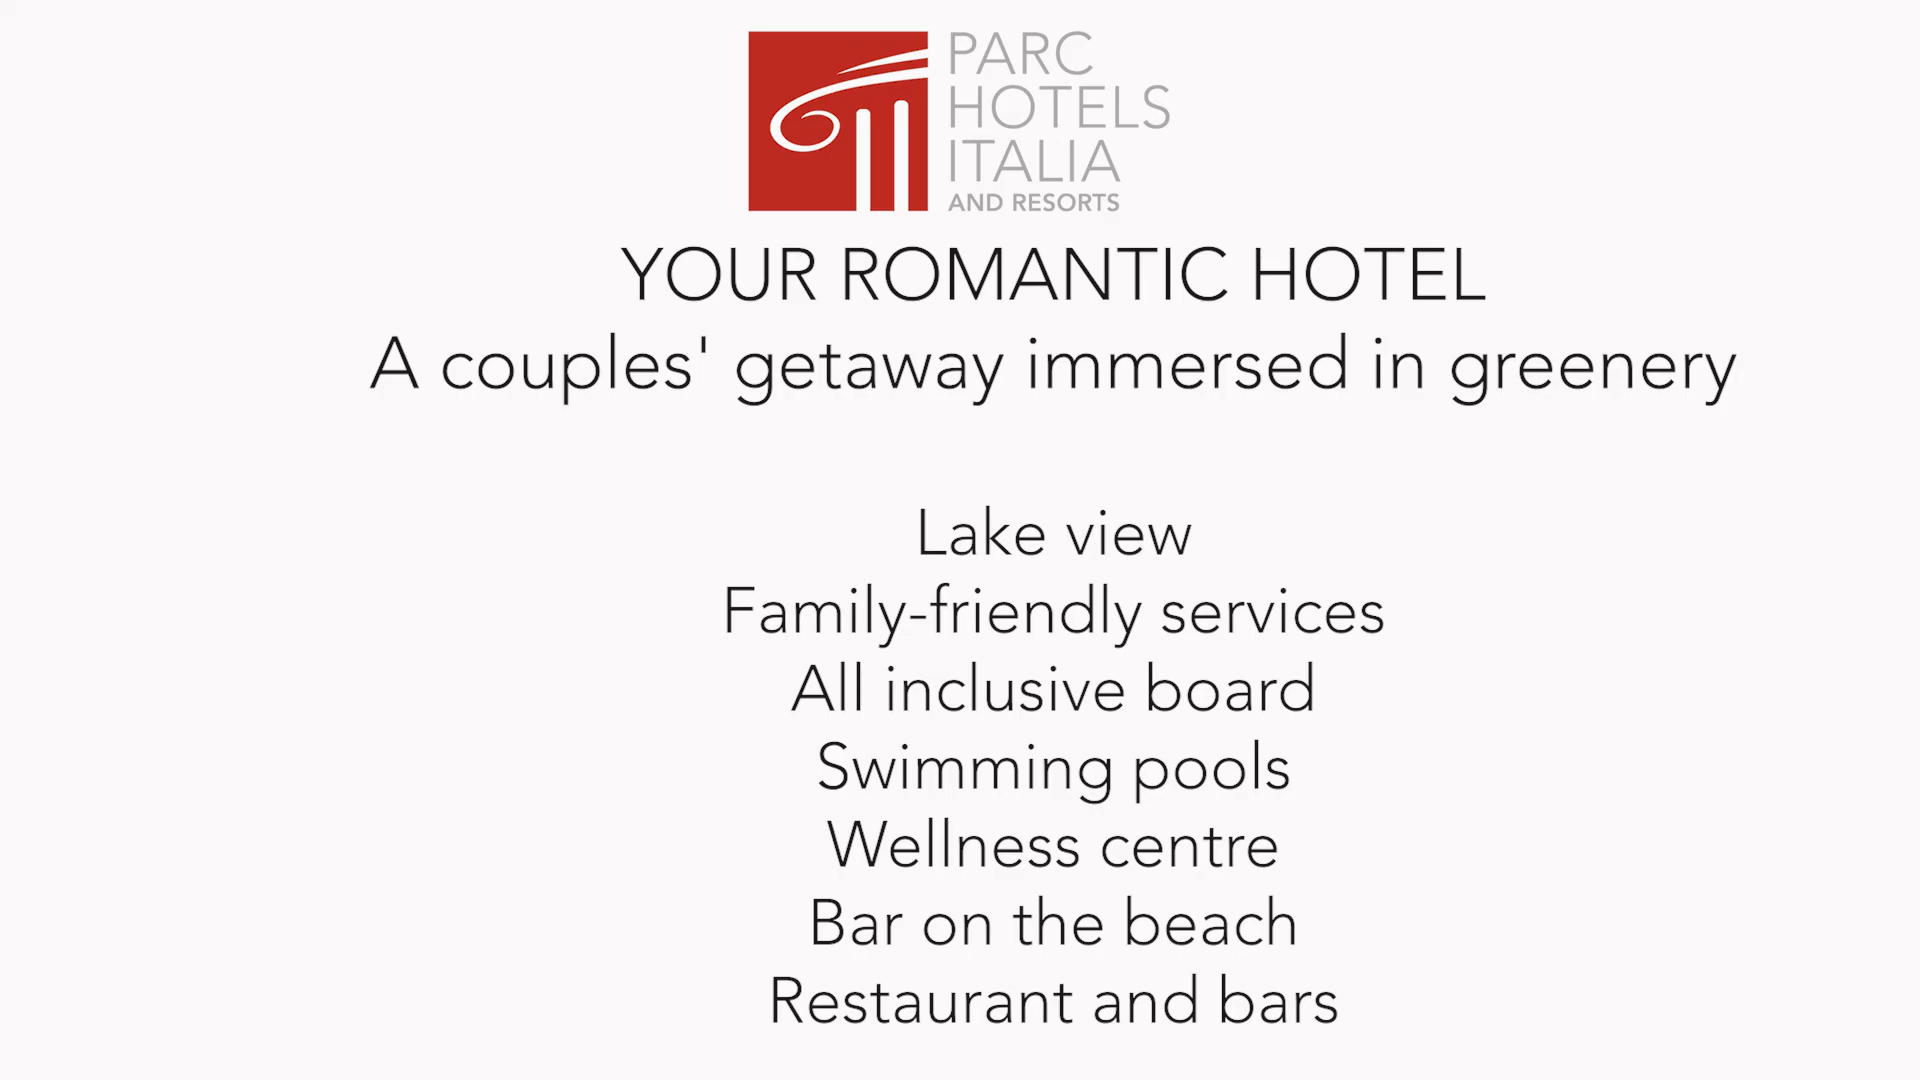 PARC
HOTELS
ITALIA
AND RESORTS
YOUR ROMANTIC HOTEL
A couples' getaway immersed in greenery
Lake view
Family-friendly services
All inclusive board
Swimming pools
Wellness centre
Bar on the beach
Restaurant and bars